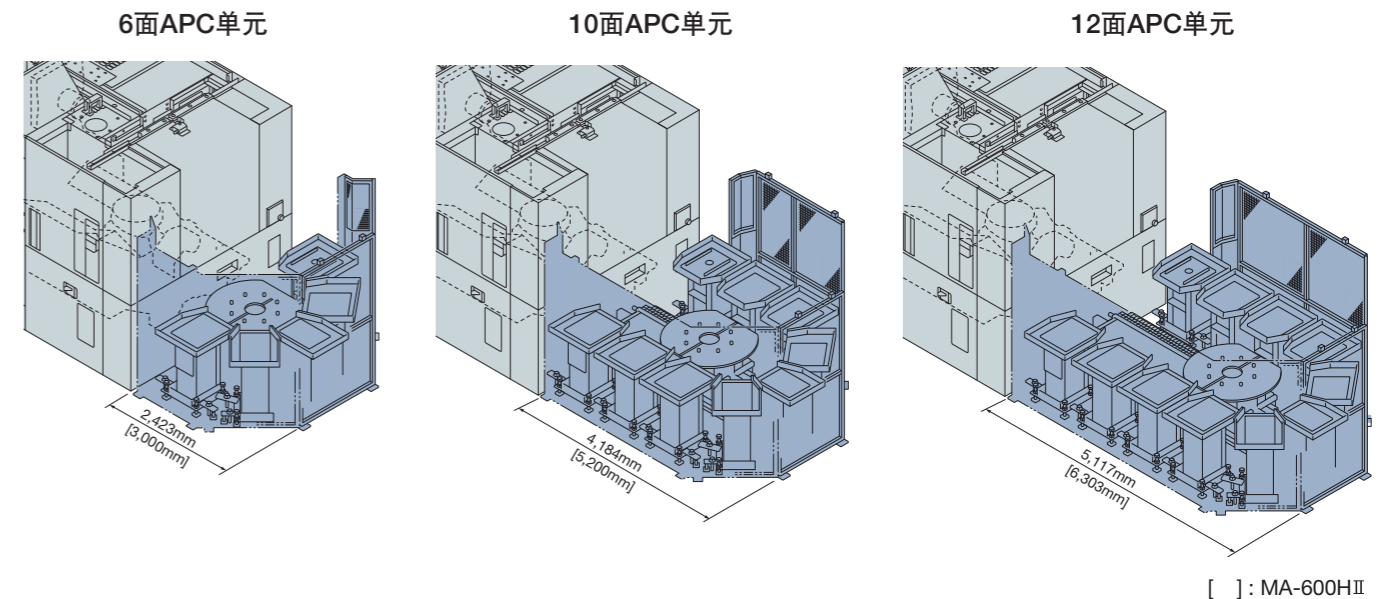 6面APC单元
10面APC单元
12面APC单元
2,423mm
[3,000mm]
4,184mm
[5,200mm]
5,117mm
[6,303mm]
[ ] : MA-600HⅡ